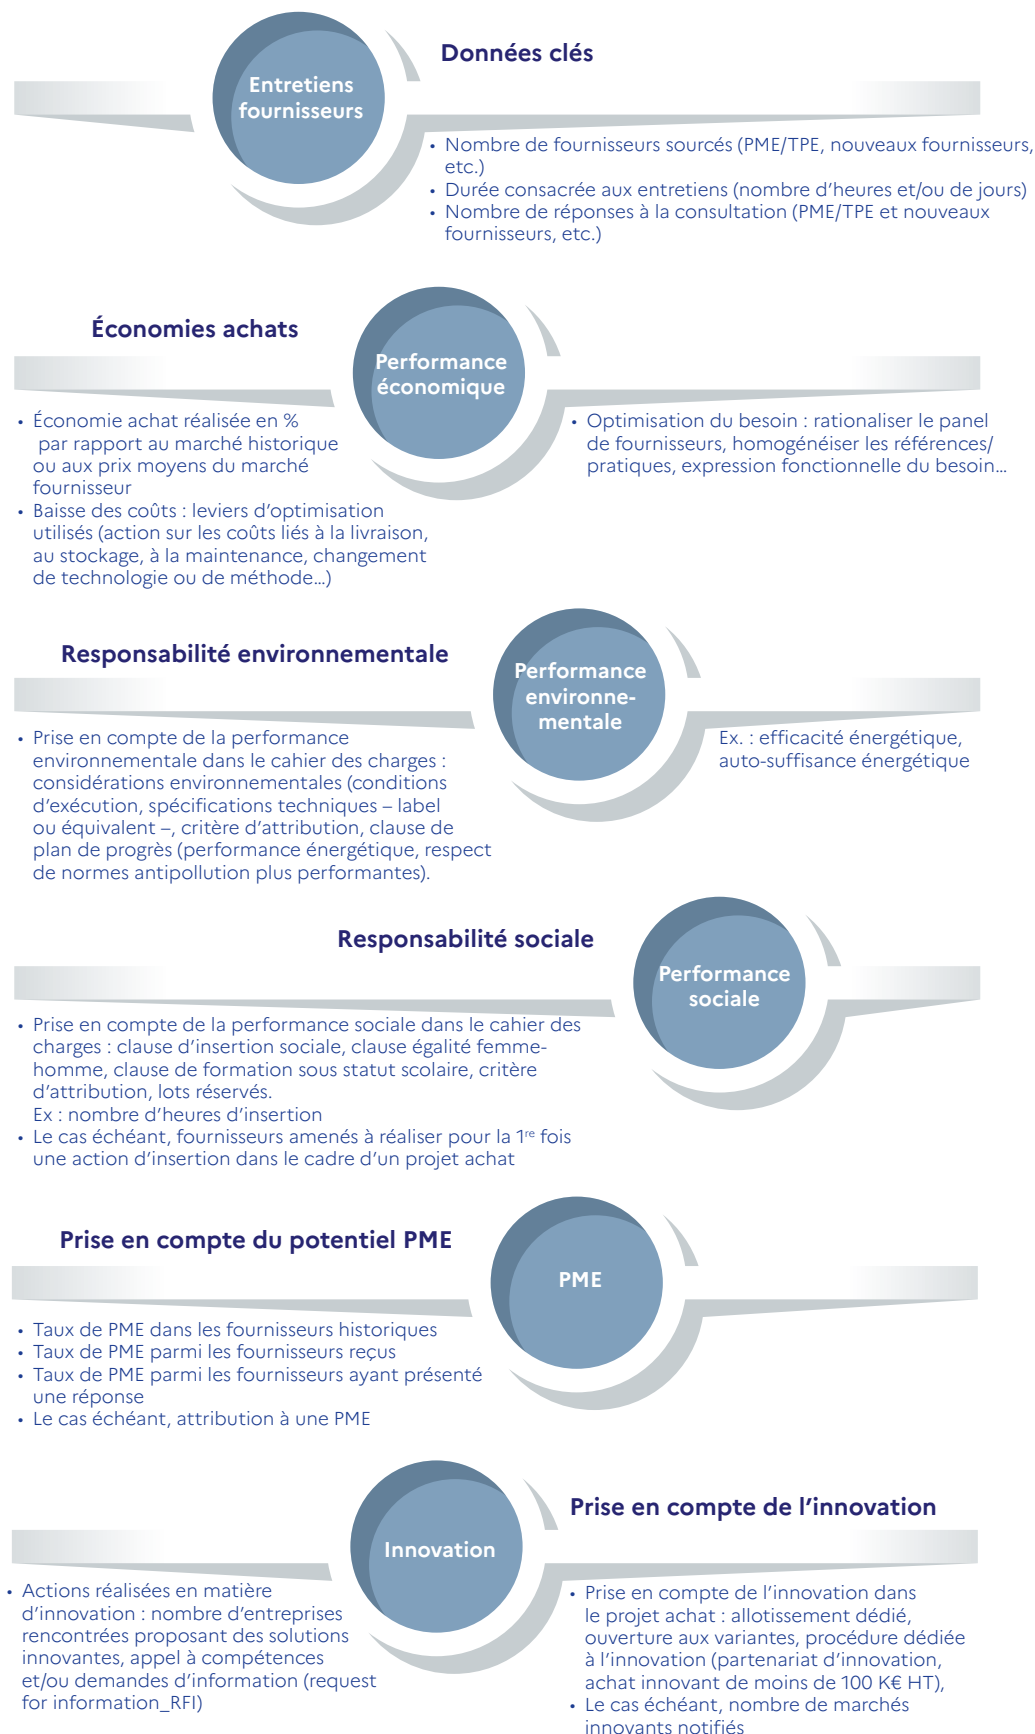 Données clés
Entretiens
fournisseurs
• Nombre de fournisseurs sourcés (PME/TPE, nouveaux fournisseurs,
etc.)
• Durée consacrée aux entretiens (nombre d’heures et/ou de jours)
• Nombre de réponses à la consultation (PME/TPE et nouveaux
fournisseurs, etc.)
Économies achats
Performance
économique
• Économie achat réalisée en %
par rapport au marché historique
ou aux prix moyens du marché
fournisseur
• Baisse des coûts : leviers d’optimisation
utilisés (action sur les coûts liés à la livraison,
au stockage, à la maintenance, changement
de technologie ou de méthode…)
• Optimisation du besoin : rationaliser le panel
de fournisseurs, homogénéiser les références/
pratiques, expression fonctionnelle du besoin…
Responsabilité environnementale
Performance
environne-
mentale
• Prise en compte de la performance
environnementale dans le cahier des charges :
considérations environnementales (conditions
d’exécution, spécifications techniques – label
ou équivalent –, critère d’attribution, clause de
plan de progrès (performance énergétique, respect
de normes antipollution plus performantes).
Ex. : efficacité énergétique,
auto-suffisance énergétique
Responsabilité sociale
Performance
sociale
• Prise en compte de la performance sociale dans le cahier des
charges : clause d’insertion sociale, clause égalité femme-
homme, clause de formation sous statut scolaire, critère
d’attribution, lots réservés.
Ex : nombre d’heures d’insertion
• Le cas échéant, fournisseurs amenés à réaliser pour la 1re fois
une action d’insertion dans le cadre d’un projet achat
Prise en compte du potentiel PME
PME
• Taux de PME dans les fournisseurs historiques
• Taux de PME parmi les fournisseurs reçus
• Taux de PME parmi les fournisseurs ayant présenté
une réponse
• Le cas échéant, attribution à une PME
Prise en compte de l’innovation
Innovation
• Actions réalisées en matière
d’innovation : nombre d’entreprises
rencontrées proposant des solutions
innovantes, appel à compétences
et/ou demandes d’information (request
for information_RFI)
• Prise en compte de l’innovation dans
le projet achat : allotissement dédié,
ouverture aux variantes, procédure dédiée
à l’innovation (partenariat d’innovation,
achat innovant de moins de 100 K€ HT),
• Le cas échéant, nombre de marchés
innovants notifiés